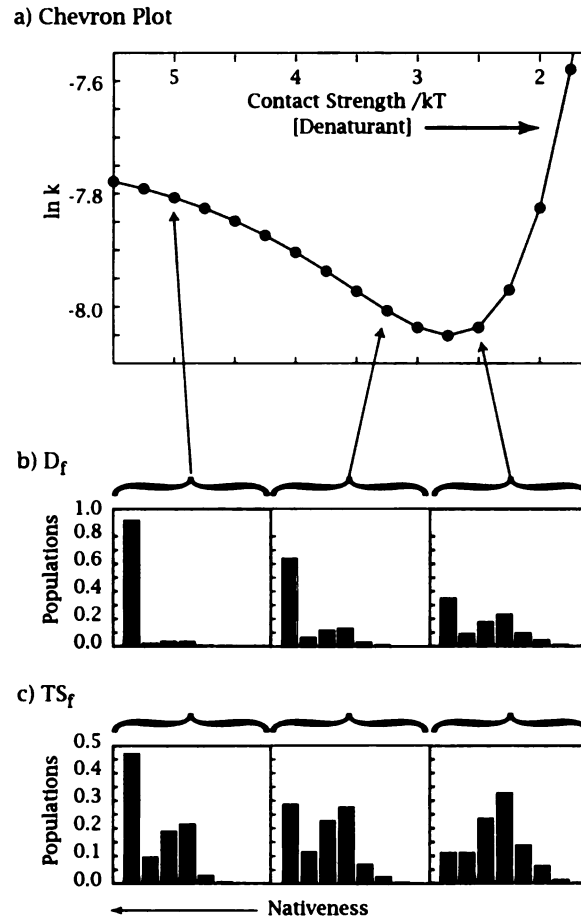 a) Chevron Plot
5 4 3 2
Contact Strength /kT
[Denaturant]
-7.6
-7.8
-8.0
ln k
b) Df
Populations
1.0
0.8
0.6
0.4
0.2
0.0
c) TSf
Populations
0.5
0.4
0.3
0.2
0.1
0.0
Nativeness